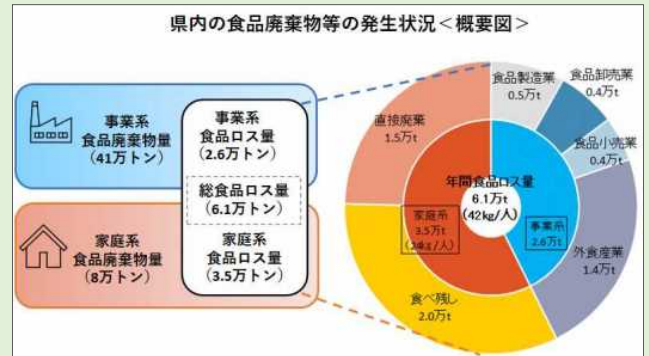 県内の食品廃棄物等の発生状況＜概要図＞
事業系
食品廃棄物量
（41万トン）
事業系
食品ロス量
（2.6万トン）
総食品ロス量
（6.1万トン）
家庭系
食品廃棄物量
（8万トン）
家庭系
食品ロス量
（3.5万トン）
食品製造業
0.5万t
食品卸売業
0.4万t
食品小売業
0.4万t
外食産業
1.4万t
食べ残し
2.0万t
直接廃棄
1.5万t
年間食品ロス量
6.1万t
(42kg/人)
家庭系
3.5万t
事業系
2.6万t